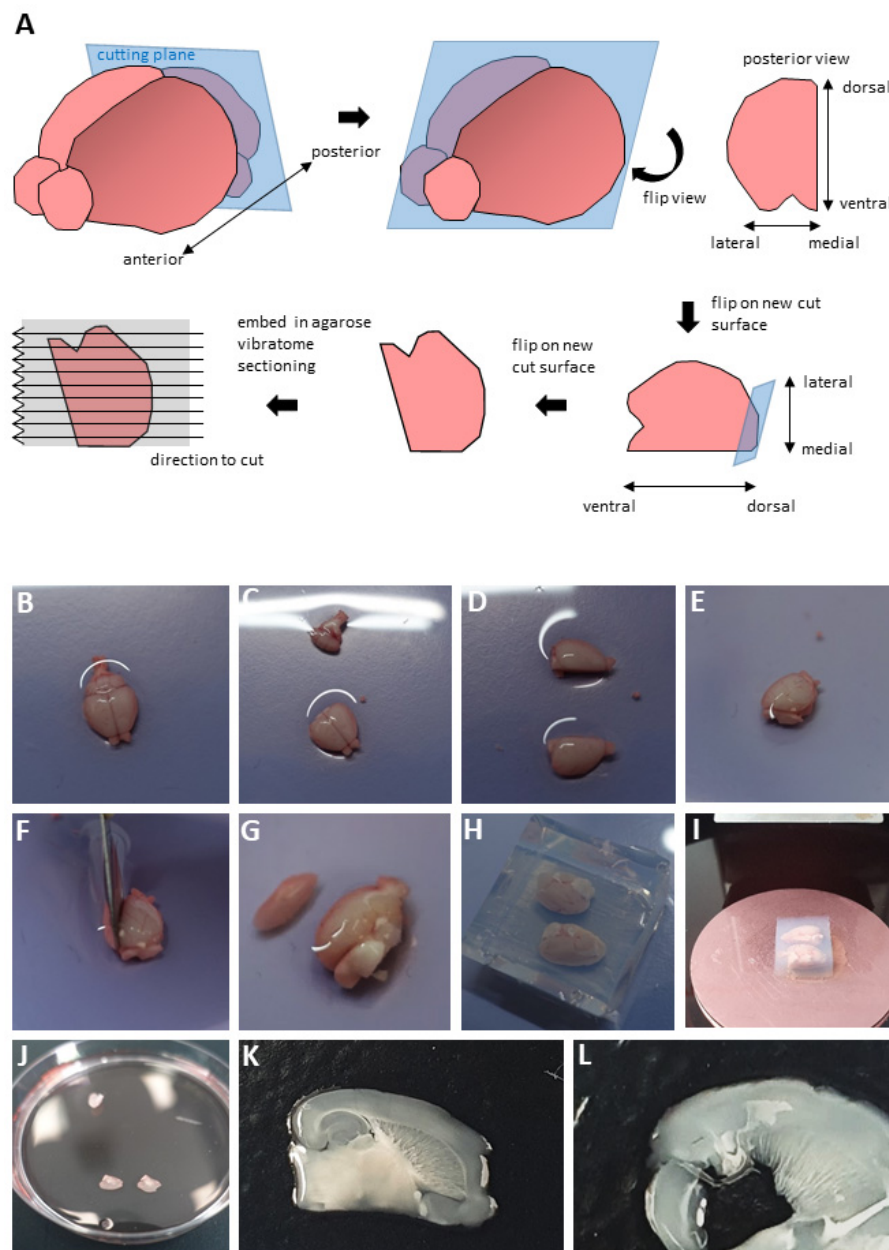 A
cutting plane
posterior
anterior
flip view
posterior view
dorsal
ventral
lateral
medial
flip on new cut
surface
lateral
medial
ventral
dorsal
flip on new
cut surface
embed in agarose
vibratome
sectioning
direction to cut
B
C
D
E
F
G
H
I
J
K
L